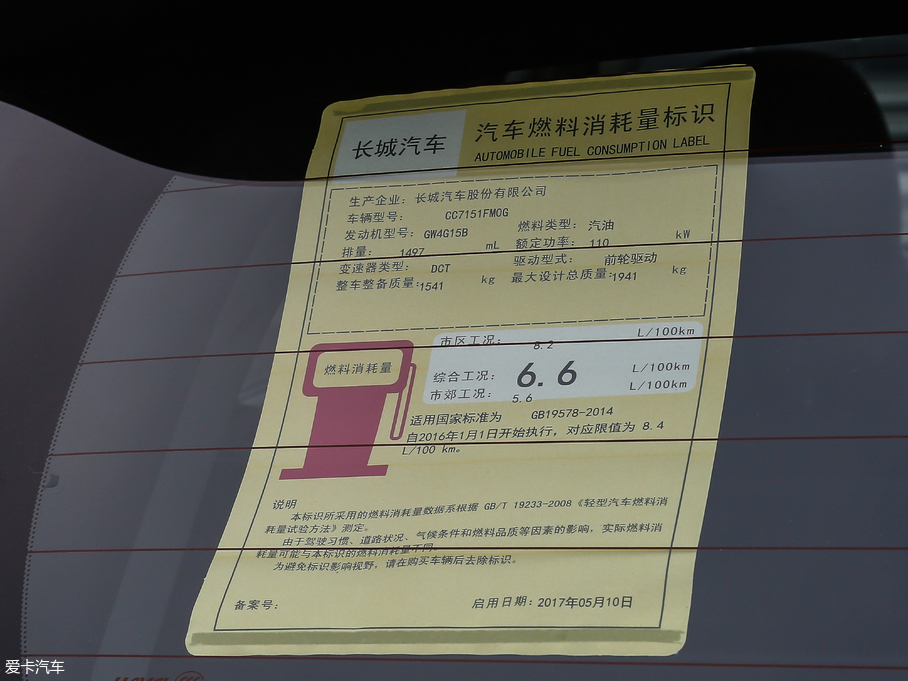 长城汽车
汽车燃料消耗量标识
AUTOMOBILE FUEL CONSUMPTION LABEL
生产企业: 长城汽车股份有限公司
车辆型号: CC7151FM0G
发动机型号: GW4G15B 燃料类型: 汽油
排量: 1497 mL 额定功率: 110 kW
变速器类型: DCT 驱动型式: 前轮驱动
整车整备质量:1541 kg 最大设计总质量:1941 kg
市区工况: 8.2 L/100km
燃料消耗量
综合工况: 6.6 L/100km
市郊工况: 5.6 L/100km
适用国家标准为 GB19578-2014
自2016年1月1日开始执行，对应限值为 8.4
L/100 km。
说明
本标识所采用的燃料消耗量数据系根据 GB/T 19233-2008《轻型汽车燃料消
耗量试验方法》测定。
由于驾驶习惯、道路状况、气候条件和燃料品质等因素的影响，实际燃料消
耗量可能与本标识的燃料消耗量不同。
为避免标识影响视野，请在购买车辆后去除标识。
备案号:
启用日期: 2017年05月10日
爱卡汽车